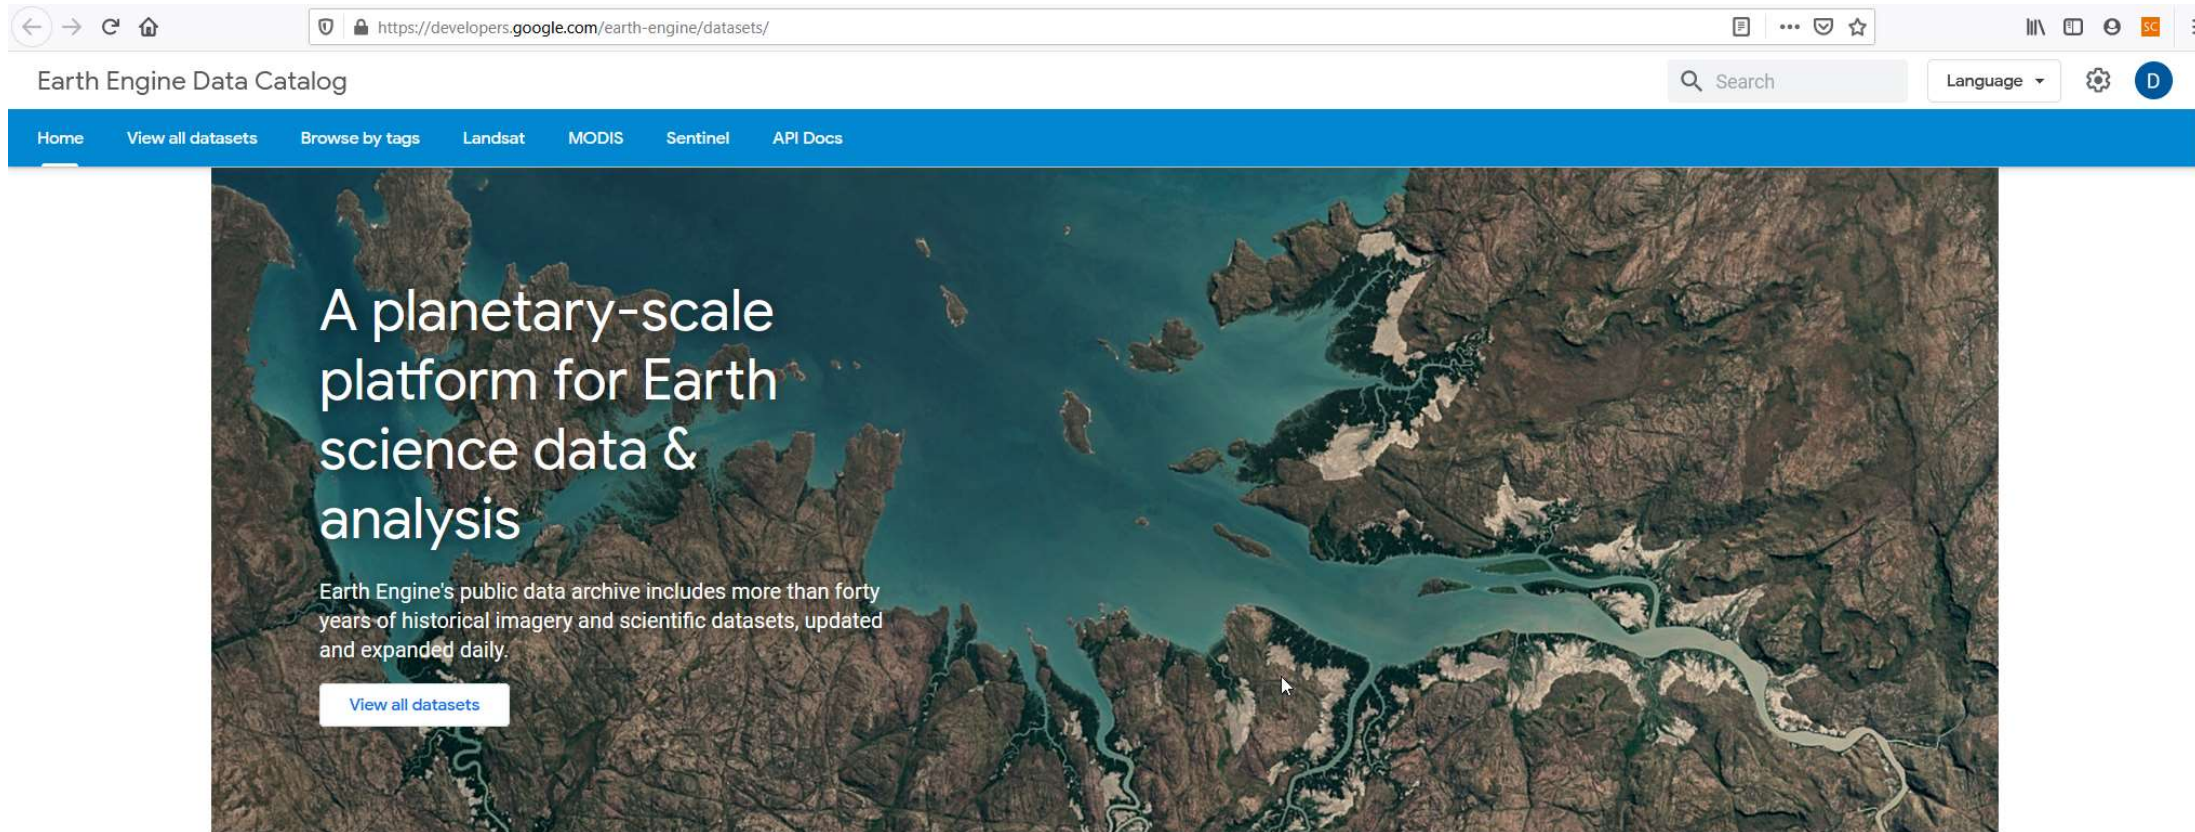 https://developers.google.com/earth-engine/datasets/
SC
Earth Engine Data Catalog
Search
Language
D
Home View all datasets Browse by tags Landsat MODIS Sentinel API Docs
A planetary-scale
platform for Earth
science data &
analysis
Earth Engine's public data archive includes more than forty
years of historical imagery and scientific datasets, updated
and expanded daily.
View all datasets